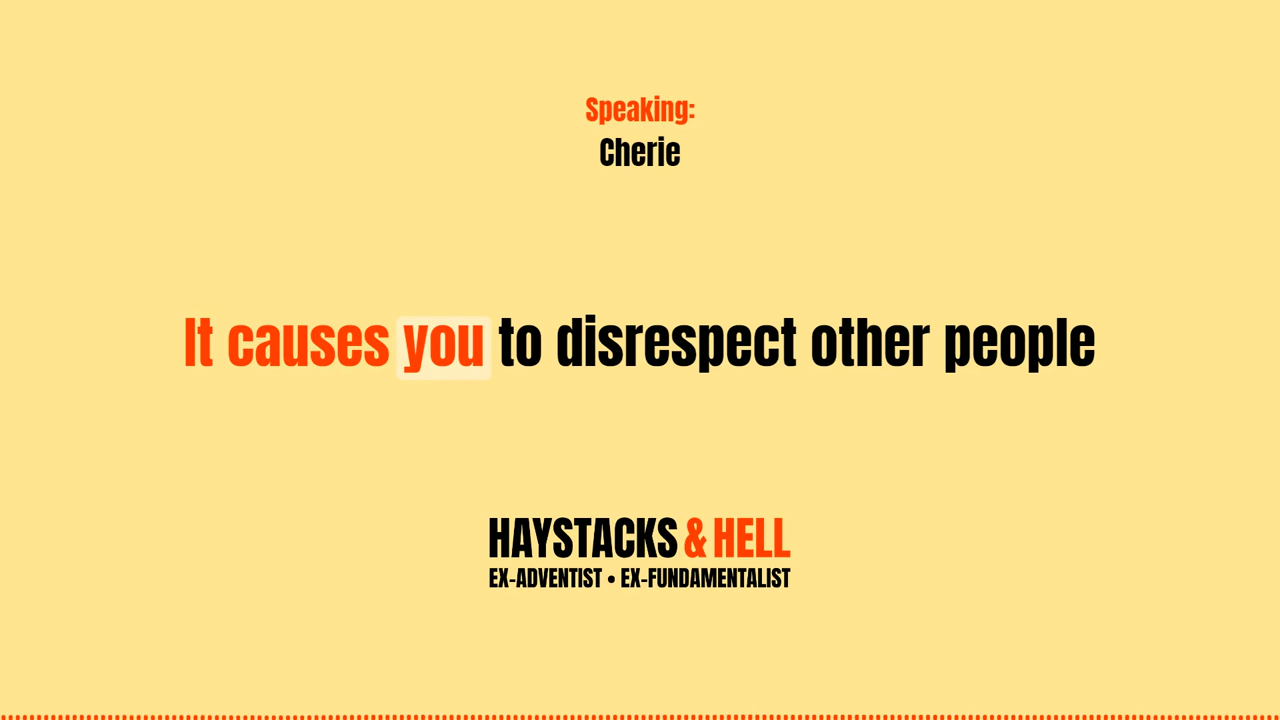 Speaking:
Cherie
It causes you to disrespect other people
HAYSTACKS & HELL
EX-ADVENTIST • EX-FUNDAMENTALIST